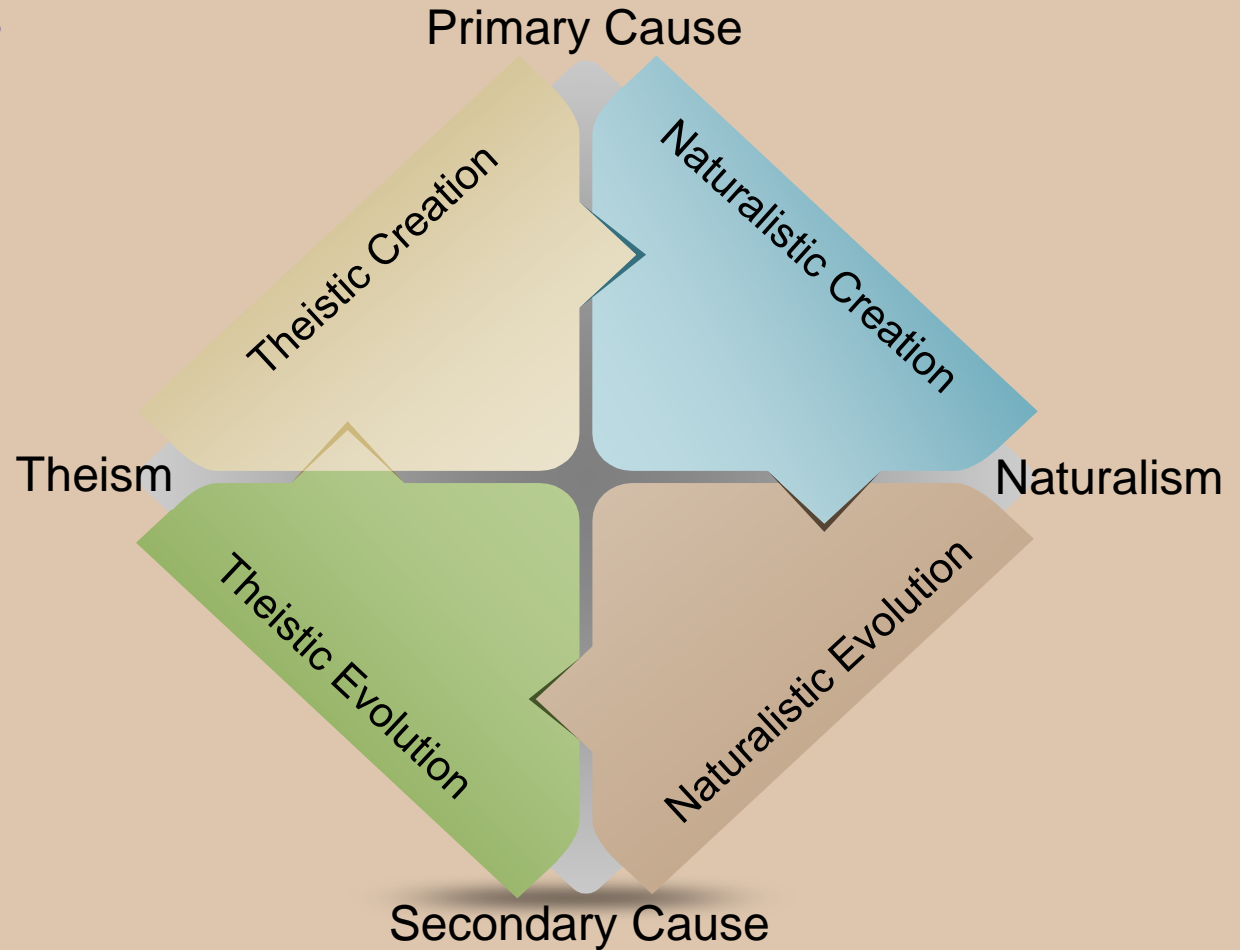 Primary Cause
Theistic Creation
Naturalistic Creation
Theism
Naturalism
Theistic Evolution
Naturalistic Evolution
Secondary Cause